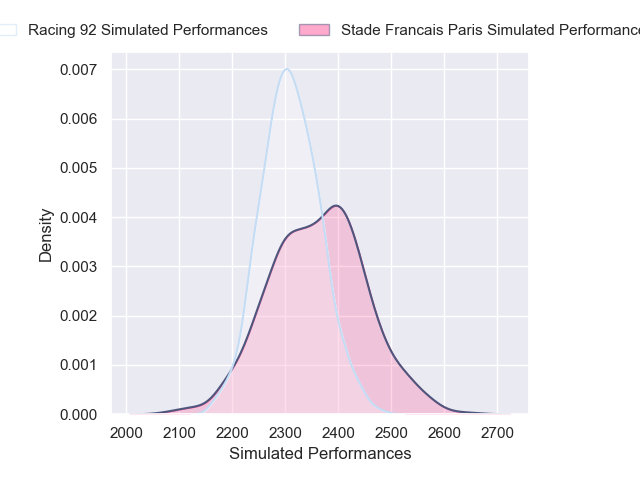 Racing 92 Simulated Performances Stade Francais Paris Simulated Performance
0.007
0.006
0.005
0.004
0.003
0.002
0.001
0.000
Density
2000 2100 2200 2300 2400 2500 2600 2700
Simulated Performances